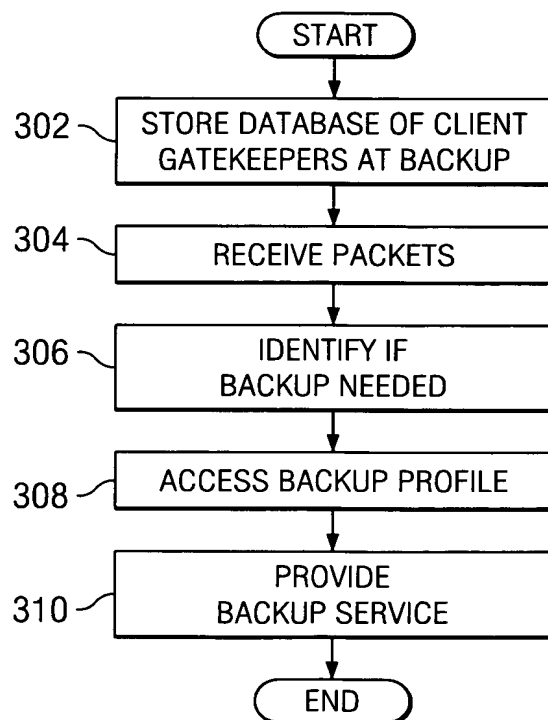 START
302
STORE DATABASE OF CLIENT
GATEKEEPERS AT BACKUP
304
RECEIVE PACKETS
306
IDENTIFY IF
BACKUP NEEDED
308
ACCESS BACKUP PROFILE
310
PROVIDE
BACKUP SERVICE
END